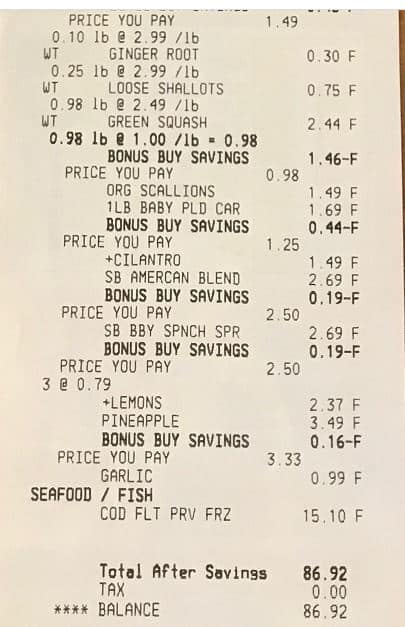 PRICE YOU PAY 1.49
0.10 lb @ 2.99 /lb
WT GINGER ROOT 0.30 F
0.25 lb @ 2.99 /lb
WT LOOSE SHALLOTS 0.75 F
0.98 lb @ 2.49 /lb
WT GREEN SQUASH 2.44 F
0.98 lb @ 1.00 /lb = 0.98
BONUS BUY SAVINGS 1.46-F
PRICE YOU PAY 0.98
ORG SCALLIONS 1.49 F
1LB BABY PLD CAR 1.69 F
BONUS BUY SAVINGS 0.44-F
PRICE YOU PAY 1.25
+CILANTRO 1.49 F
SB AMERCAN BLEND 2.69 F
BONUS BUY SAVINGS 0.19-F
PRICE YOU PAY 2.50
SB BBY SPNCH SPR 2.69 F
BONUS BUY SAVINGS 0.19-F
PRICE YOU PAY 2.50
3 @ 0.79
+LEMONS 2.37 F
PINEAPPLE 3.49 F
BONUS BUY SAVINGS 0.16-F
PRICE YOU PAY 3.33
GARLIC 0.99 F
SEAFOOD / FISH
COD FLT PRV FRZ 15.10 F
Total After Savings 86.92
TAX 0.00
**** BALANCE 86.92